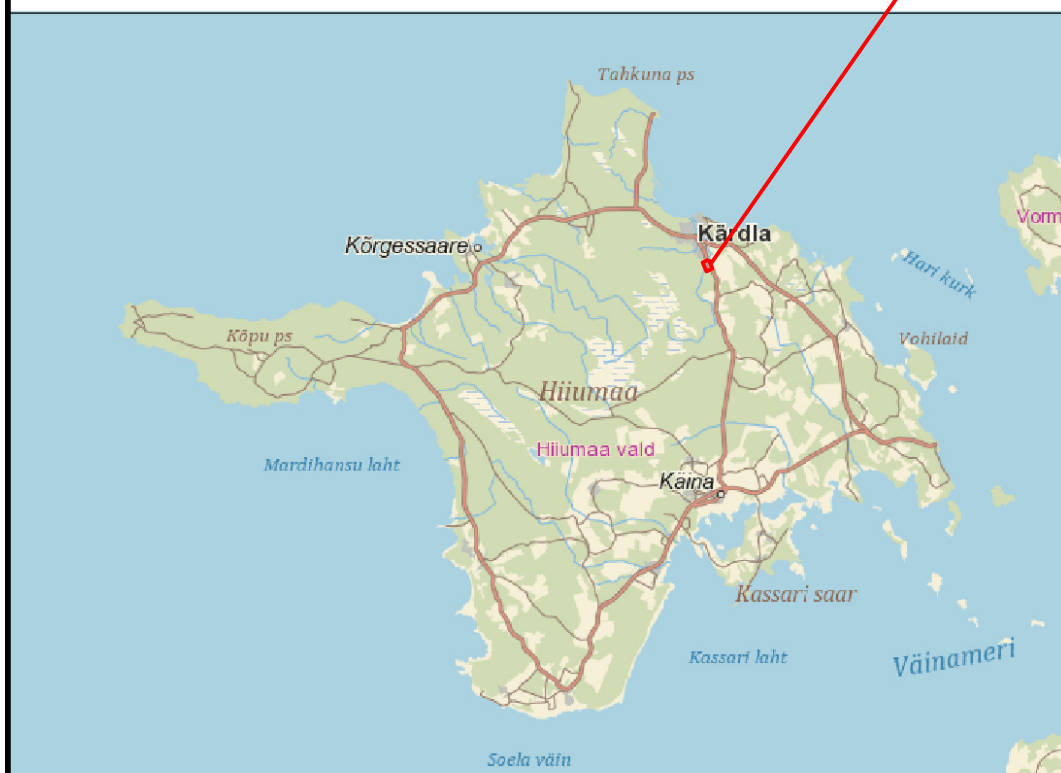 Tahkuna ps
Vorm
Kärdla
Kõrgessaare
Hari kurk
Kõpu ps
Vohilaid
Hiiumaa
Hiiumaa vald
Mardihansu laht
Käina
Kassari saar
Kassari laht
Väinameri
Soela väin